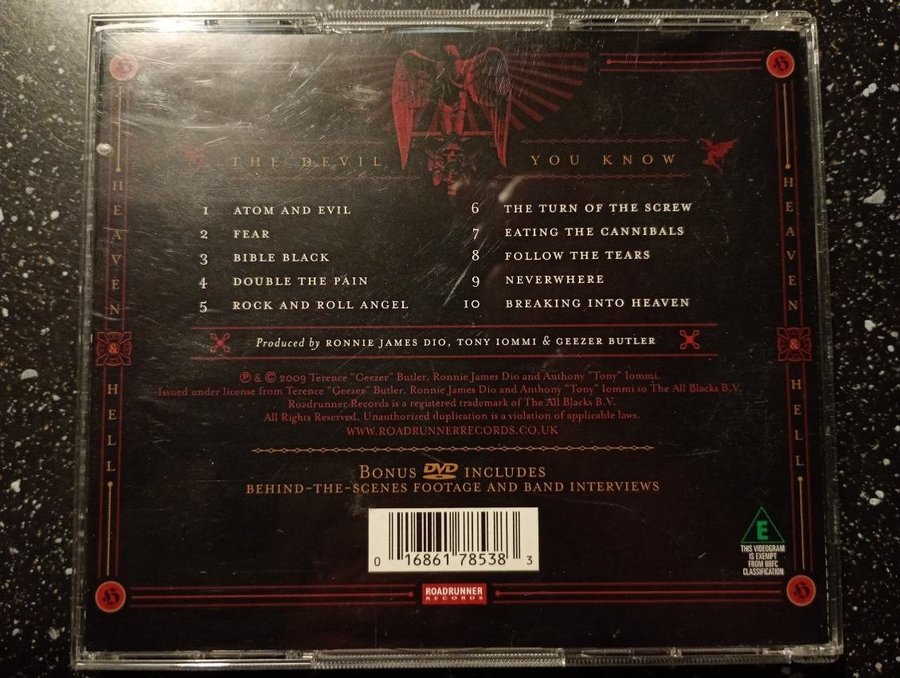 THE DEVIL YOU KNOW
1 ATOM AND EVIL
2 FEAR
3 BIBLE BLACK
4 DOUBLE THE PAIN
5 ROCK AND ROLL ANGEL
6 THE TURN OF THE SCREW
7 EATING THE CANNIBALS
8 FOLLOW THE TEARS
9 NEVERWHERE
10 BREAKING INTO HEAVEN
HEAVEN & HELL
HEAVEN & HELL
Produced by RONNIE JAMES DIO, TONY IOMMI & GEEZER BUTLER
℗ & © 2009 Terence "Geezer" Butler, Ronnie James Dio and Anthony "Tony" Iommi.
Issued under license from Terence "Geezer" Butler, Ronnie James Dio and Anthony "Tony" Iommi to The All Blacks B.V.
Roadrunner Records is a registered trademark of The All Blacks B.V.
All Rights Reserved. Unauthorized duplication is a violation of applicable laws.
WWW.ROADRUNNERRECORDS.CO.UK
BONUS DVD INCLUDES
BEHIND-THE-SCENES FOOTAGE AND BAND INTERVIEWS
0 16861 78538 3
E
THIS VIDEOGRAM
IS EXEMPT
FROM BBFC
CLASSIFICATION
ROADRUNNER
RECORDS